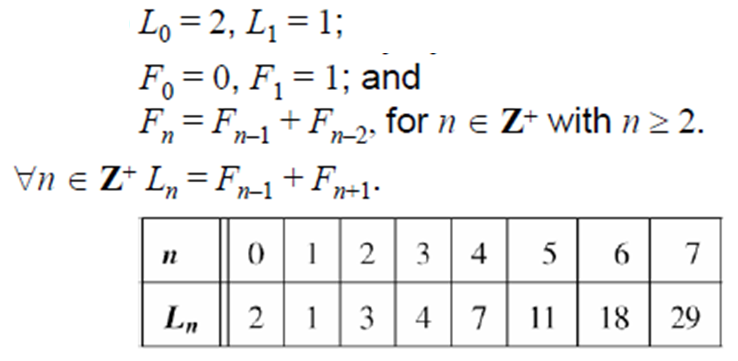 L₀ = 2, L₁ = 1;
F₀ = 0, F₁ = 1; and
Fₙ = Fₙ₋₁ + Fₙ₋₂, for n ∈ Z⁺ with n ≥ 2.
∀n ∈ Z⁺ Lₙ = Fₙ₋₁ + Fₙ₊₁.
n 0 1 2 3 4 5 6 7
Lₙ 2 1 3 4 7 11 18 29